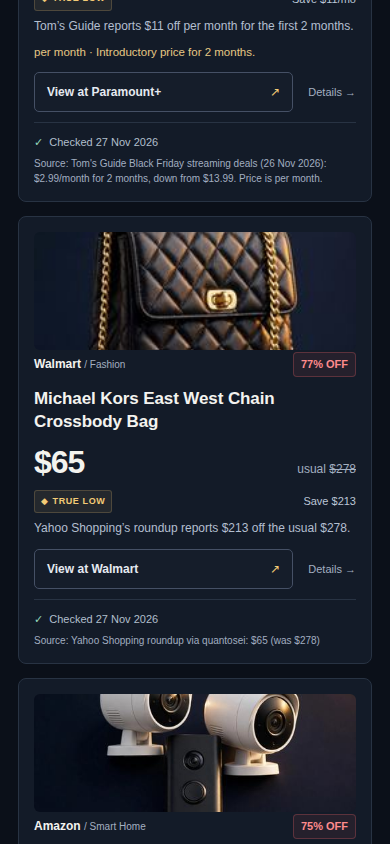 ◆ TRUE LOW
Save $11/mo
Tom's Guide reports $11 off per month for the first 2 months.
per month · Introductory price for 2 months.
View at Paramount+ ↗
Details →
✓ Checked 27 Nov 2026
Source: Tom's Guide Black Friday streaming deals (26 Nov 2026):
$2.99/month for 2 months, down from $13.99. Price is per month.
Walmart / Fashion
77% OFF
Michael Kors East West Chain
Crossbody Bag
$65
usual $278
◆ TRUE LOW
Save $213
Yahoo Shopping's roundup reports $213 off the usual $278.
View at Walmart ↗
Details →
✓ Checked 27 Nov 2026
Source: Yahoo Shopping roundup via quantosei: $65 (was $278)
Amazon / Smart Home
75% OFF